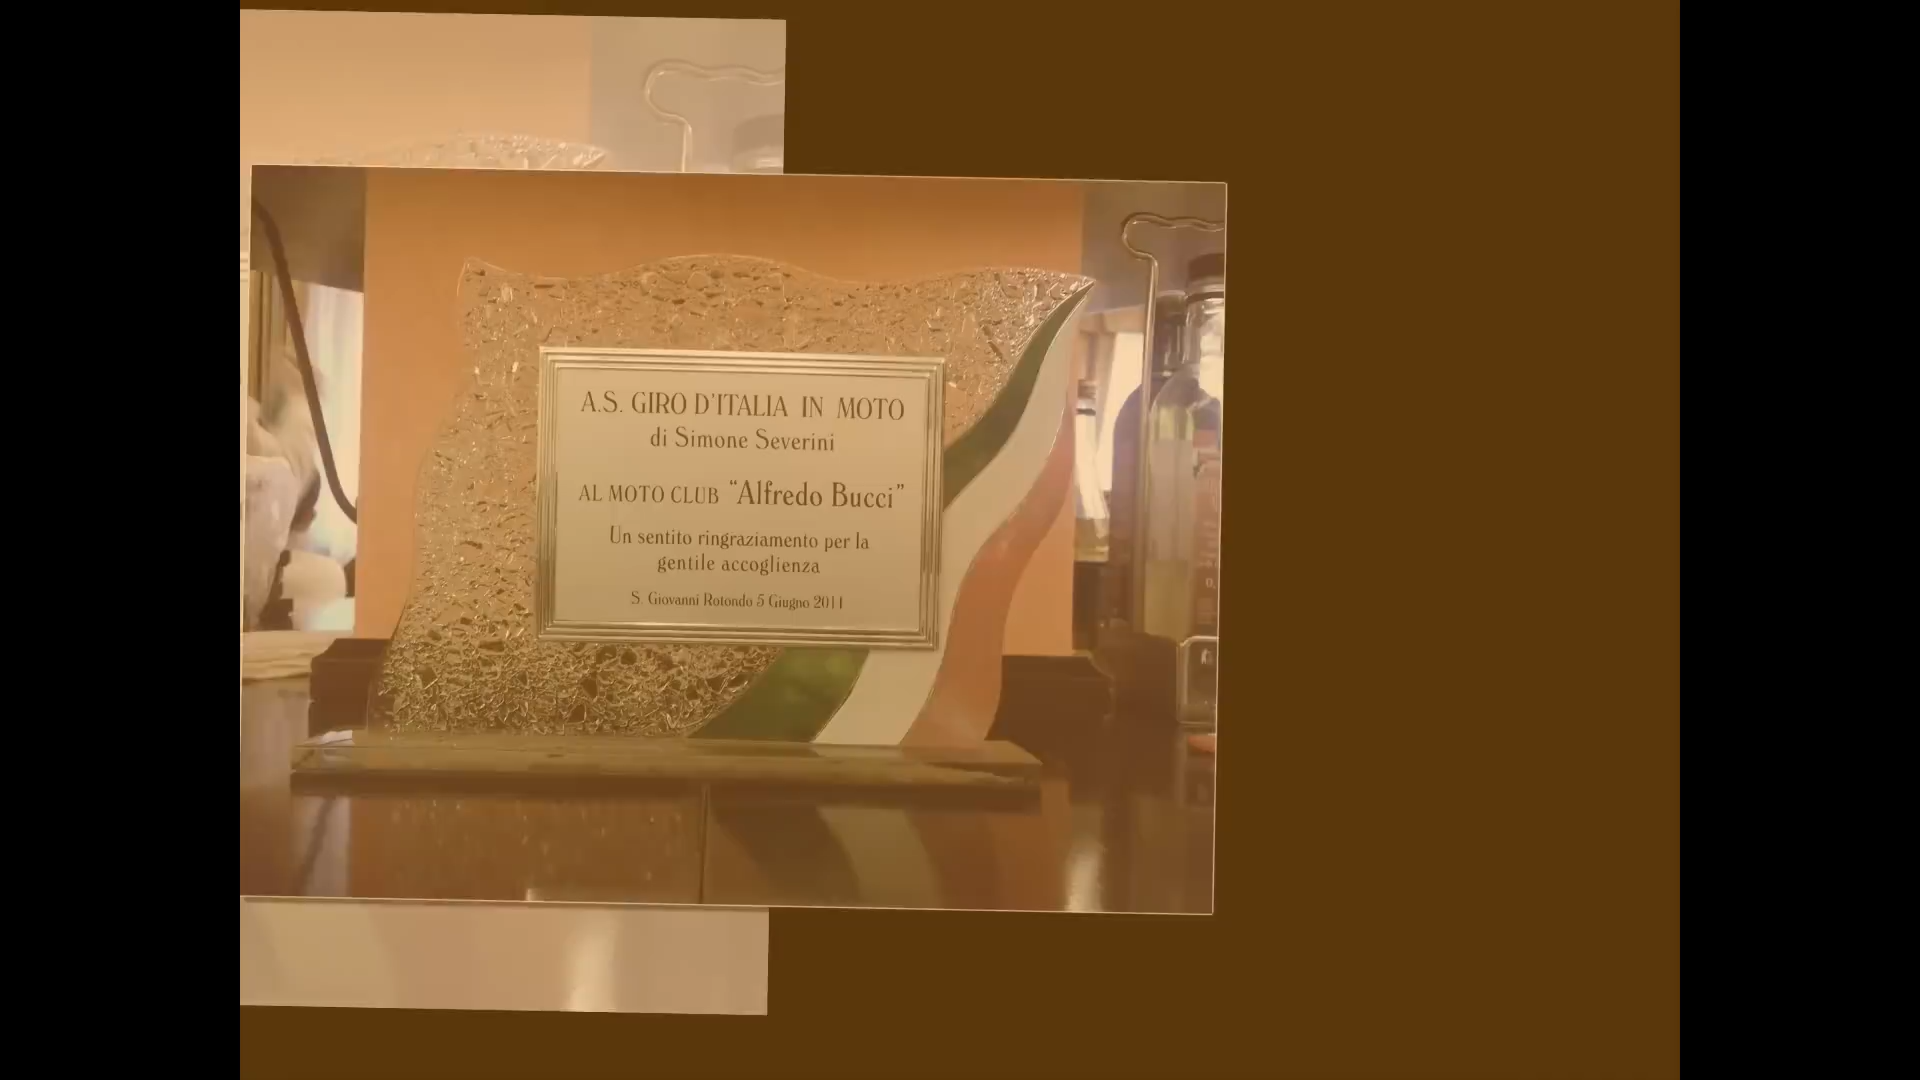 A.S. GIRO D'ITALIA IN MOTO
di Simone Severini
AL MOTO CLUB “Alfredo Bucci”
Un sentito ringraziamento per la
gentile accoglienza
S. Giovanni Rotondo 5 Giugno 2011